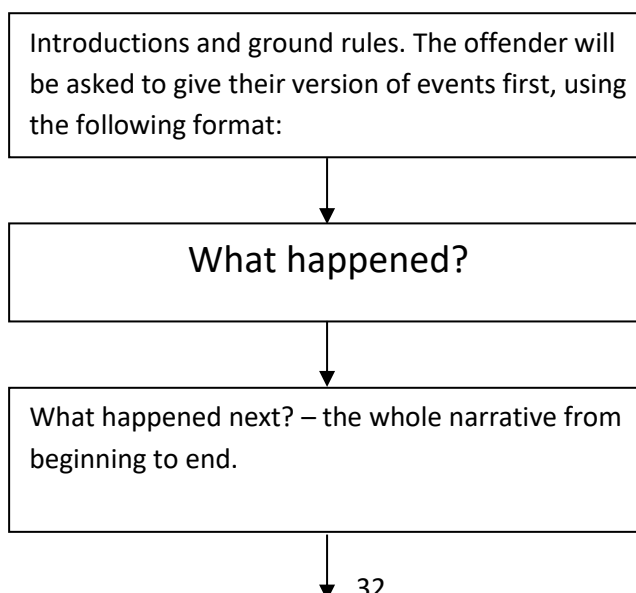 Introductions and ground rules. The offender will
be asked to give their version of events first, using
the following format:
What happened?
What happened next? – the whole narrative from
beginning to end.
32